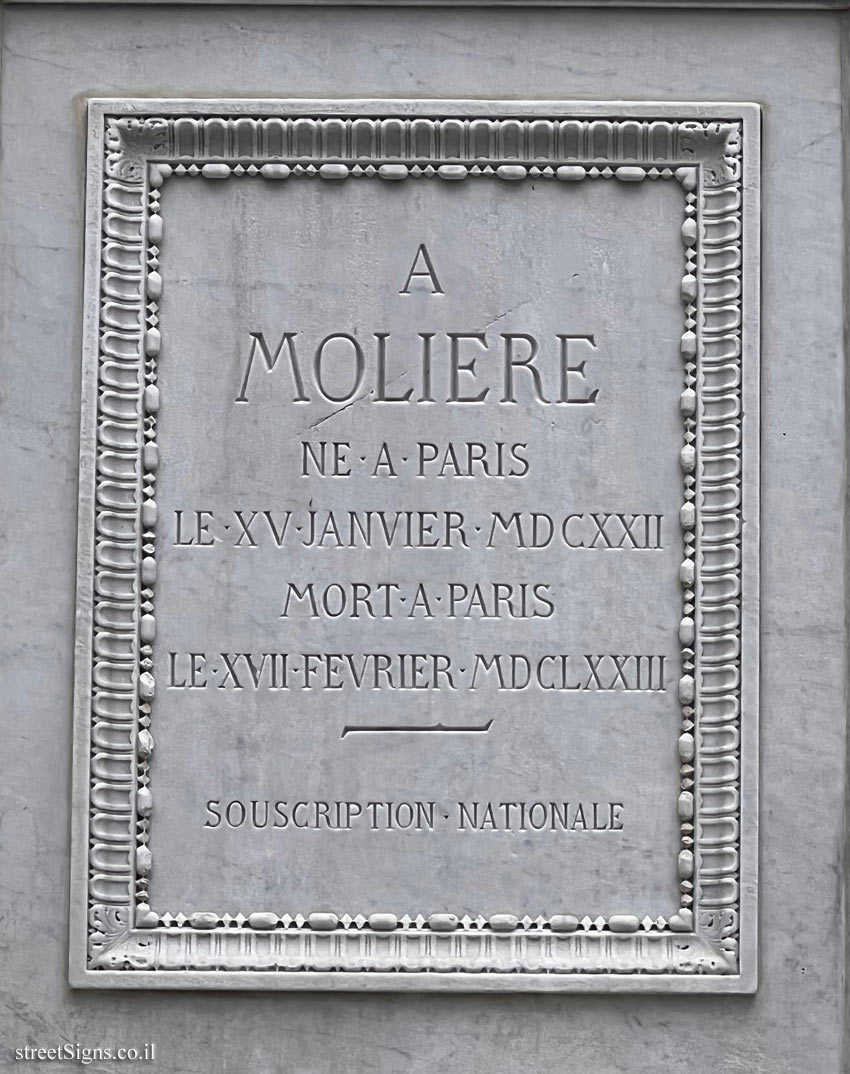 A
MOLIERE
NE·A·PARIS
LE·XV·JANVIER·MDCXXII
MORT·A·PARIS
LE·XVII·FEVRIER·MDCLXXIII
SOUSCRIPTION·NATIONALE
streetSigns.co.il